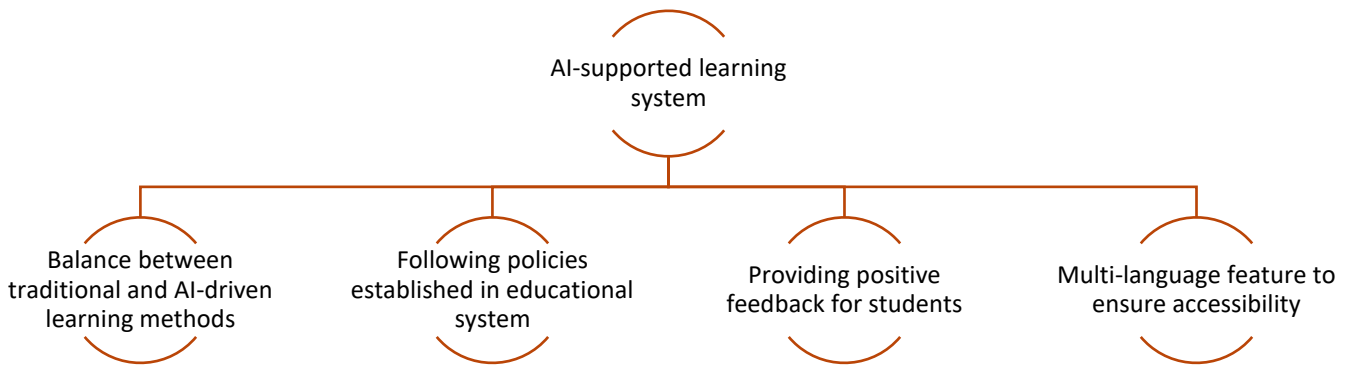 AI-supported learning
system
Balance between
traditional and AI-driven
learning methods
Following policies
established in educational
system
Providing positive
feedback for students
Multi-language feature to
ensure accessibility